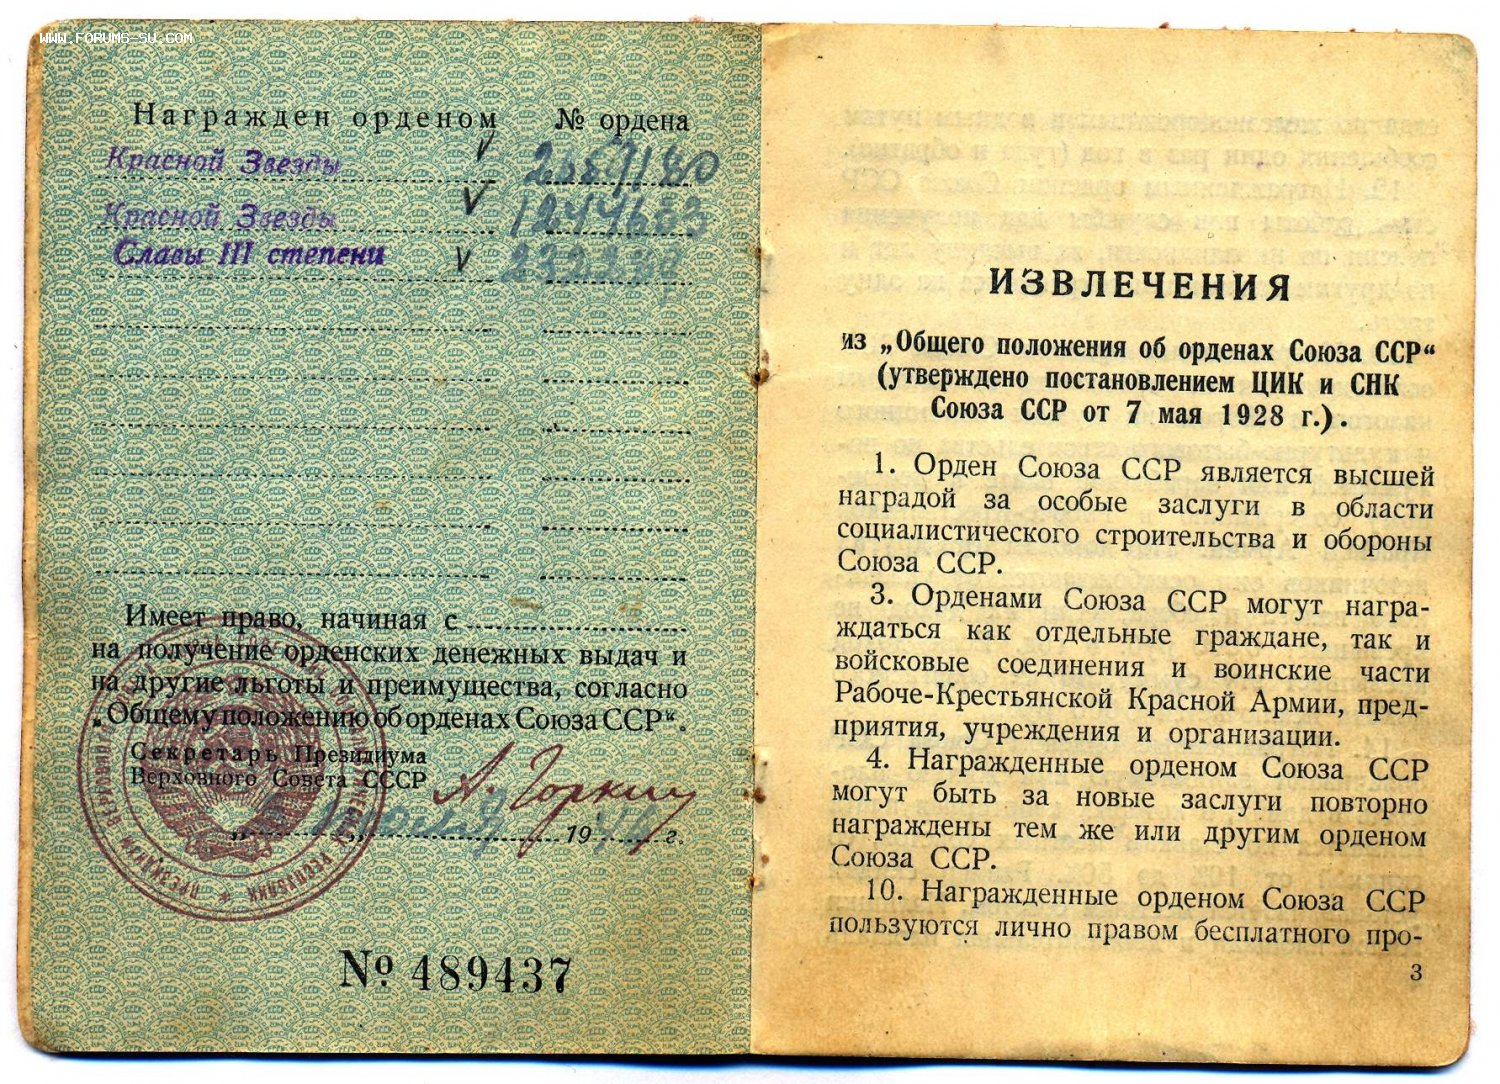 WWW.FORUMS-SU.COM
Награжден орденом
№ ордена
Красной Звезды
Красной Звезды
Славы III степени
Имеет право, начиная с
на получение орденских денежных выдач и
на другие льготы и преимущества, согласно
„Общему положению об орденах Союза ССР“.
Секретарь Президиума
Верховного Совета СССР
А. Горкин
19 г.
№ 489437
ИЗВЛЕЧЕНИЯ
из „Общего положения об орденах Союза ССР“
(утверждено постановлением ЦИК и СНК
Союза ССР от 7 мая 1928 г.).
1. Орден Союза ССР является высшей
наградой за особые заслуги в области
социалистического строительства и обороны
Союза ССР.
3. Орденами Союза ССР могут награ-
ждаться как отдельные граждане, так и
войсковые соединения и воинские части
Рабоче-Крестьянской Красной Армии, пред-
приятия, учреждения и организации.
4. Награжденные орденом Союза ССР
могут быть за новые заслуги повторно
награждены тем же или другим орденом
Союза ССР.
10. Награжденные орденом Союза ССР
пользуются лично правом бесплатного про-
3